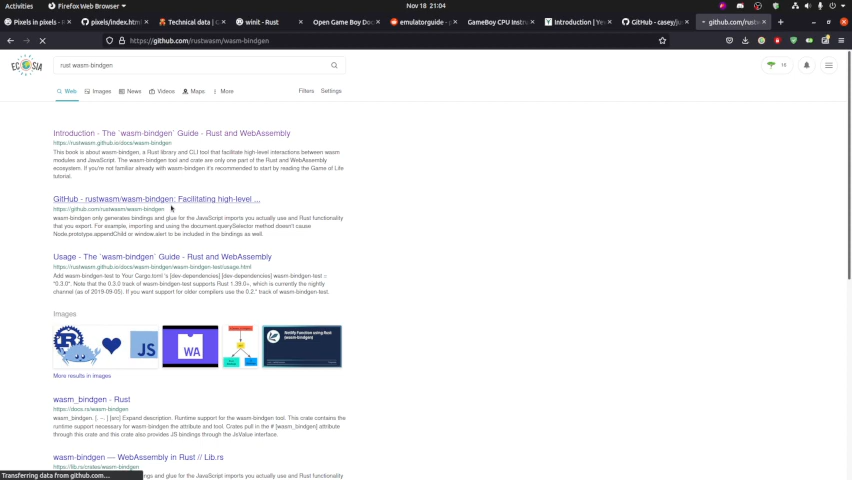 Activities Firefox Web Browser Nov 18 21:04
Pixels in pixels - R pixels/index.htm Technical data | G winit - Rust Open Game Boy Doc emulatorguide - g GameBoy CPU Instru Introduction | Yew GitHub - casey/ju github.com/rustw
https://github.com/rustwasm/wasm-bindgen
ECOSIA rust wasm bindgen 16
Web Images News Videos Maps More Filters Settings
Introduction - The `wasm-bindgen` Guide - Rust and WebAssembly
https://rustwasm.github.io/docs/wasm-bindgen
This book is about wasm-bindgen, a Rust library and CLI tool that facilitate high-level interactions between wasm
modules and JavaScript. The wasm-bindgen tool and crate are only one part of the Rust and WebAssembly
ecosystem. If you're not familiar already with wasm-bindgen it's recommended to start by reading the Game of Life
tutorial.
GitHub - rustwasm/wasm-bindgen: Facilitating high-level ...
https://github.com/rustwasm/wasm-bindgen
wasm-bindgen only generates bindings and glue for the JavaScript imports you actually use and Rust functionality
that you export. For example, importing and using the document.querySelector method doesn't cause
Node.prototype.appendChild or window.alert to be included in the bindings as well.
Usage - The `wasm-bindgen` Guide - Rust and WebAssembly
https://rustwasm.github.io/docs/wasm-bindgen/wasm-bindgen-test/usage.html
Add wasm-bindgen-test to Your Cargo.toml 's [dev-dependencies] [dev-dependencies] wasm-bindgen-test =
"0.3.0". Note that the 0.3.0 track of wasm-bindgen-test supports Rust 1.39.0+, which is currently the nightly
channel (as of 2019-09-05). If you want support for older compilers use the 0.2.* track of wasm-bindgen-test.
Images
R JS WA Netlify Function using Rust
(wasm-bindgen)
More results in images
wasm_bindgen - Rust
https://docs.rs/wasm-bindgen
wasm_bindgen. [. −. ] [src] Expand description. Runtime support for the wasm-bindgen tool. This crate contains the
runtime support necessary for wasm-bindgen the attribute and tool. Crates pull in the # [wasm_bindgen] attribute
through this crate and this crate also provides JS bindings through the JsValue interface.
wasm-bindgen — WebAssembly in Rust // Lib.rs
https://lib.rs/crates/wasm-bindgen
Transferring data from github.com...
s and glue for the JavaScript imports you actually use and Rust functionality